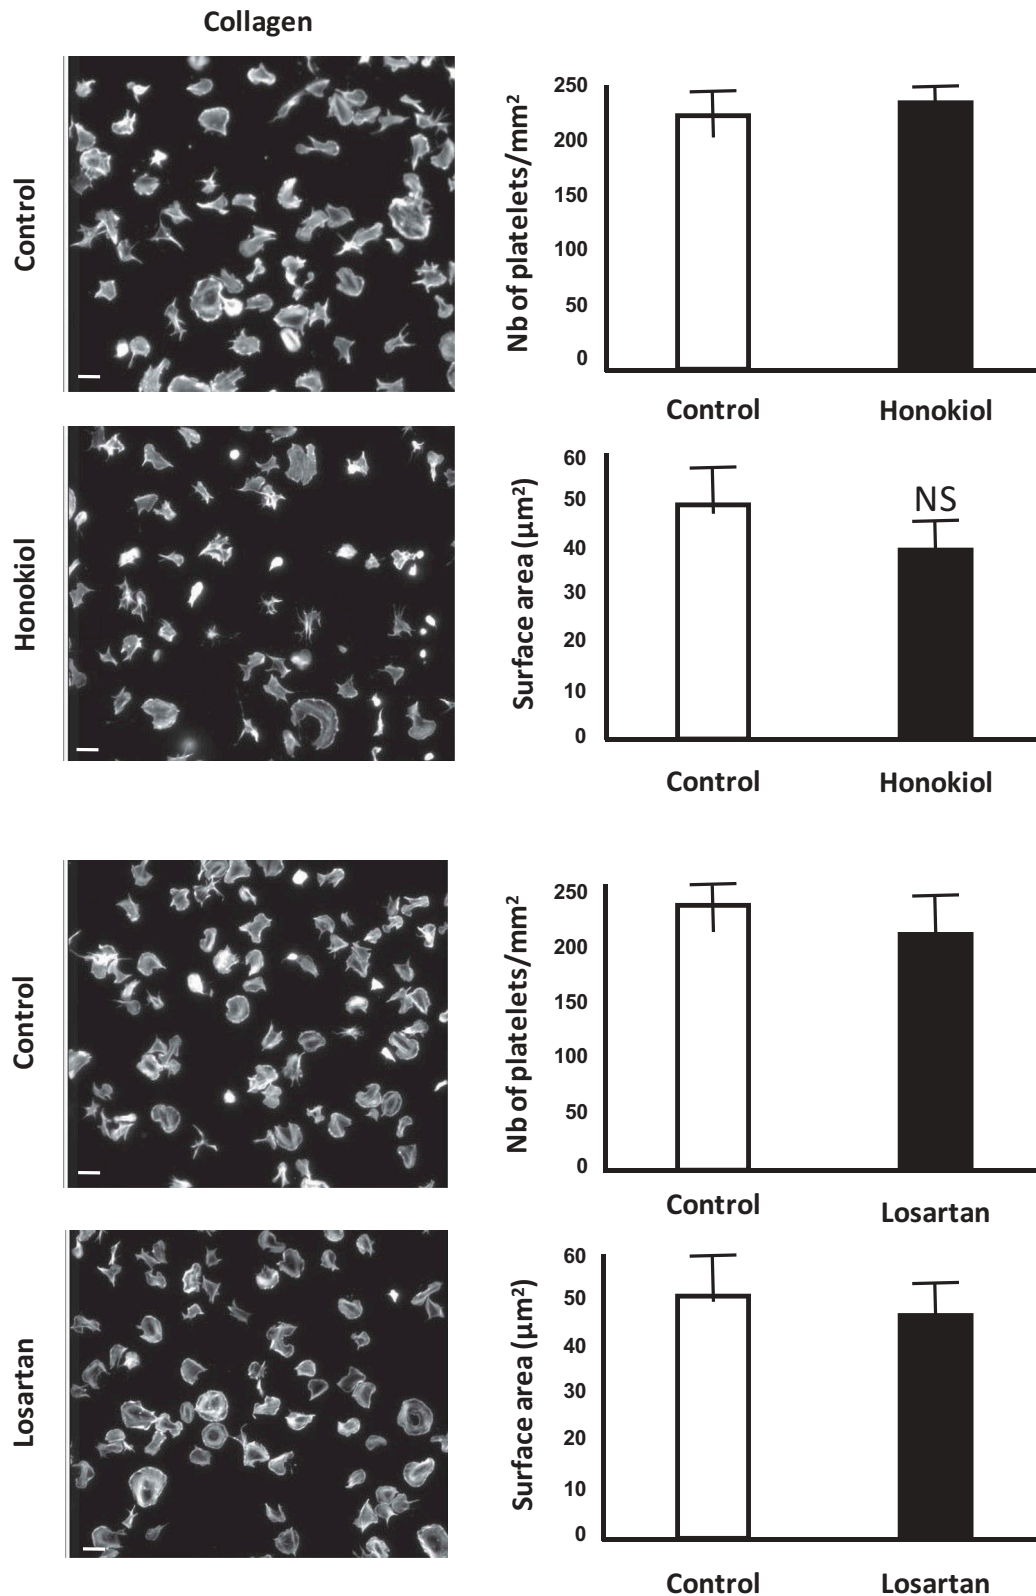 Collagen
Control
Nb of platelets/mm²
250
200
150
100
50
0
Control
Honokiol
Honokiol
Surface area (µm²)
60
50
40
30
20
10
0
NS
Control
Honokiol
Control
Nb of platelets/mm²
250
200
150
100
50
0
Control
Losartan
Losartan
Surface area (µm²)
60
50
40
30
20
10
0
Control
Losartan